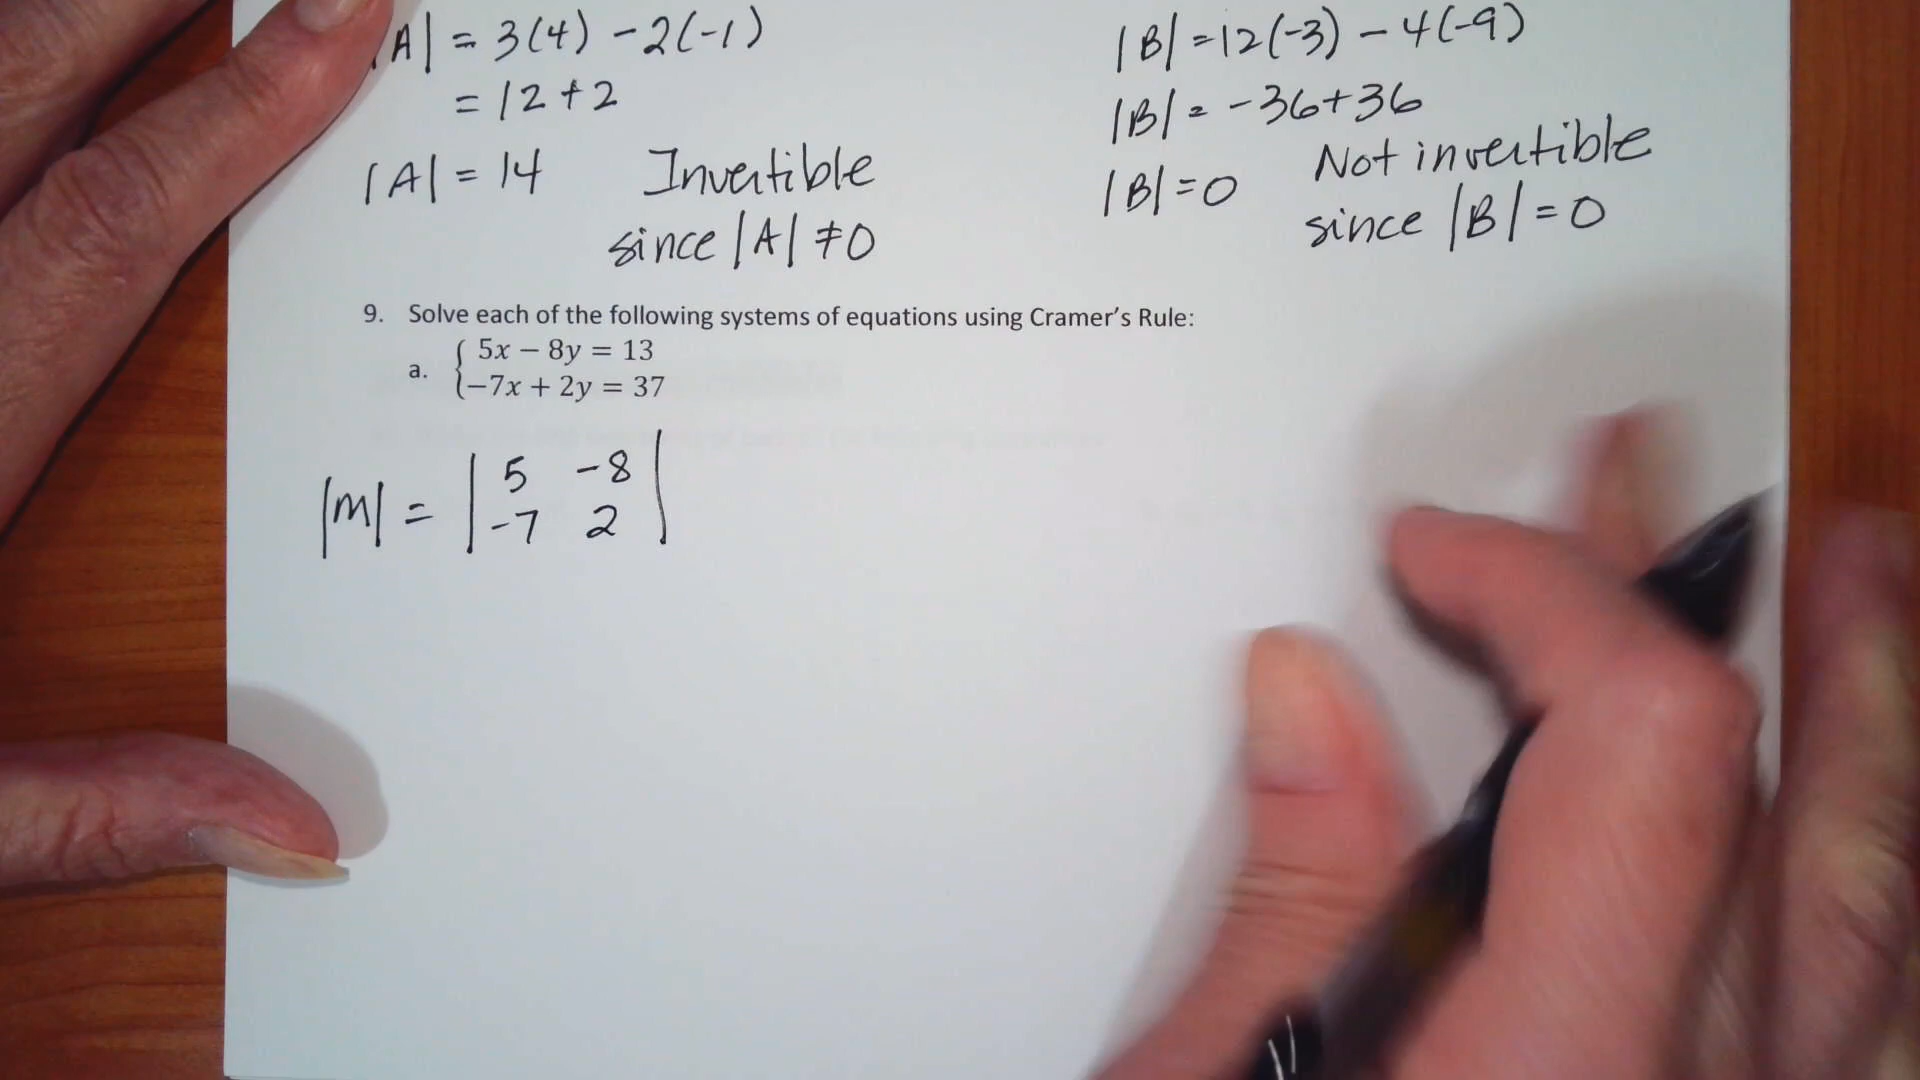 |A| = 3(4) - 2(-1)
= 12 + 2
|A| = 14 Invertible
since |A| ≠ 0
|B| = 12(-3) - 4(-9)
|B| = -36 + 36
|B| = 0 Not invertible
since |B| = 0
9. Solve each of the following systems of equations using Cramer's Rule:
a. { 5x − 8y = 13
−7x + 2y = 37
|M| = | 5 -8 |
| -7 2 |